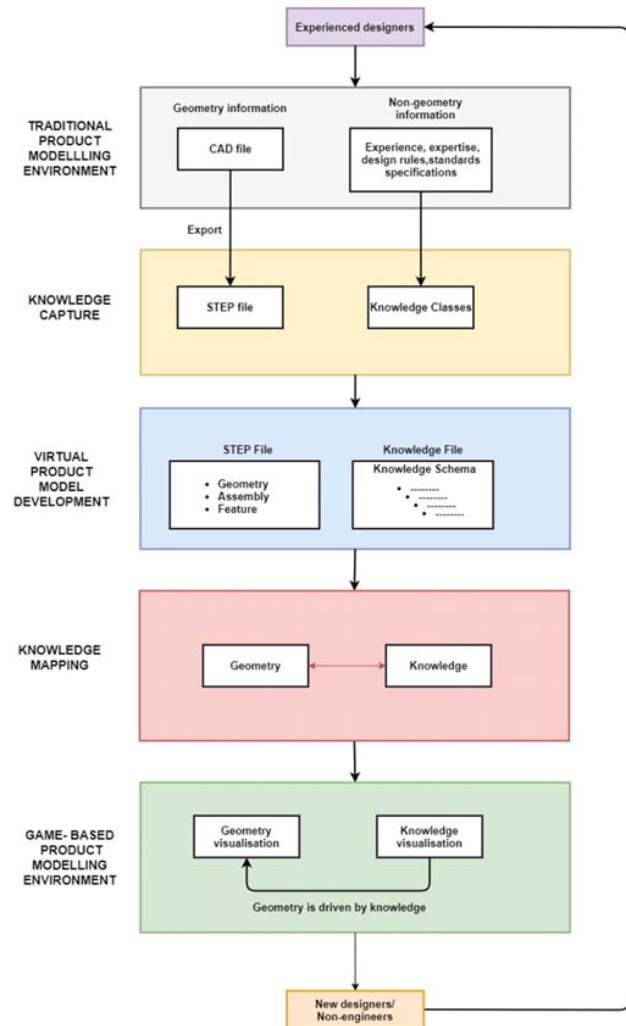 Experienced designers
TRADITIONAL
PRODUCT
MODELLLING
ENVIRONMENT
Geometry information
Non-geometry
information
CAD file
Experience, expertise,
design rules,standards
specifications
Export
KNOWLEDGE
CAPTURE
STEP file
Knowledge Classes
VIRTUAL
PRODUCT
MODEL
DEVELOPMENT
STEP File
Knowledge File
• Geometry
• Assembly
• Feature
Knowledge Schema
• --------
• --------
• --------
• --------
KNOWLEDGE
MAPPING
Geometry
Knowledge
GAME- BASED
PRODUCT
MODELLING
ENVIRONMENT
Geometry
visualisation
Knowledge
visualisation
Geometry is driven by knowledge
New designers/
Non-engineers